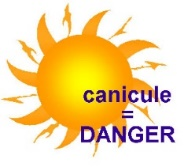 canicule
=
DANGER